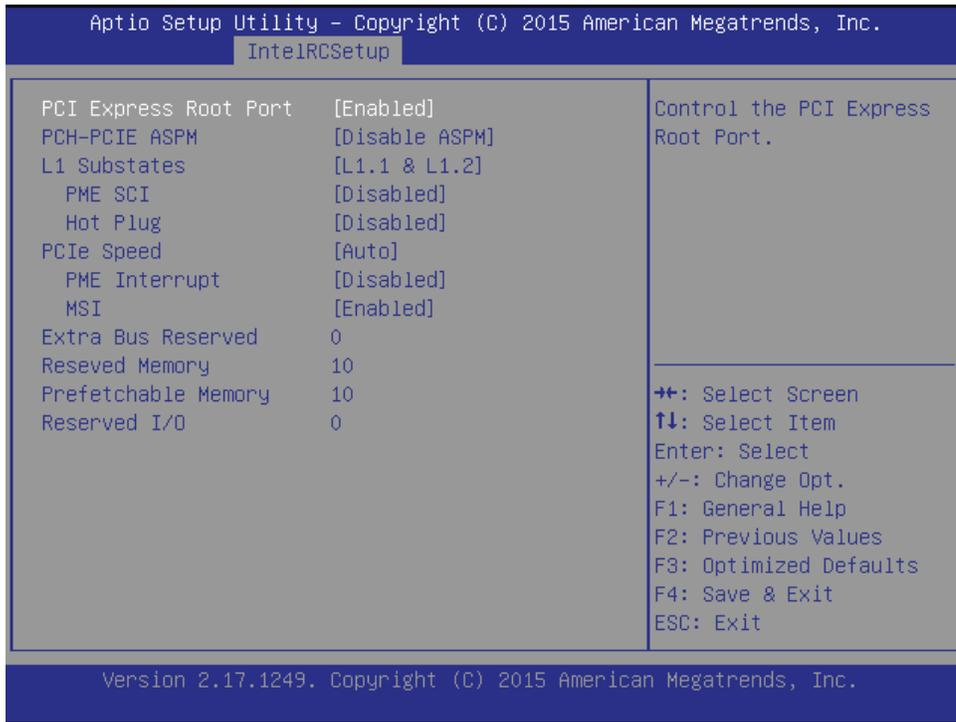 Aptio Setup Utility – Copyright (C) 2015 American Megatrends, Inc.
IntelRCSetup
PCI Express Root Port [Enabled]
PCH-PCIE ASPM [Disable ASPM]
L1 Substates [L1.1 & L1.2]
PME SCI [Disabled]
Hot Plug [Disabled]
PCIe Speed [Auto]
PME Interrupt [Disabled]
MSI [Enabled]
Extra Bus Reserved 0
Reseved Memory 10
Prefetchable Memory 10
Reserved I/O 0
Control the PCI Express
Root Port.
→←: Select Screen
↑↓: Select Item
Enter: Select
+/-: Change Opt.
F1: General Help
F2: Previous Values
F3: Optimized Defaults
F4: Save & Exit
ESC: Exit
Version 2.17.1249. Copyright (C) 2015 American Megatrends, Inc.